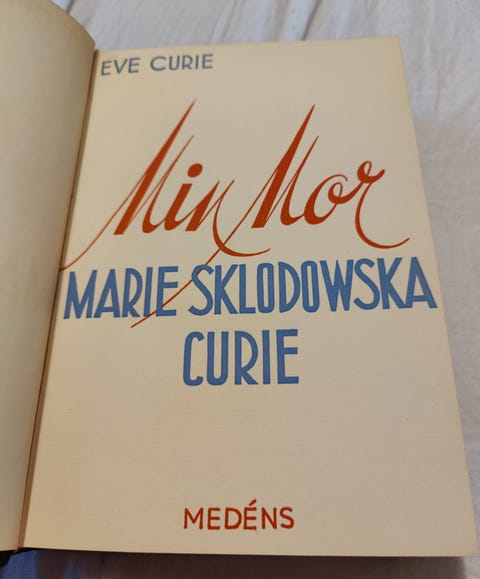 EVE CURIE
Min Mor
MARIE SKLODOWSKA
CURIE
MEDÉNS